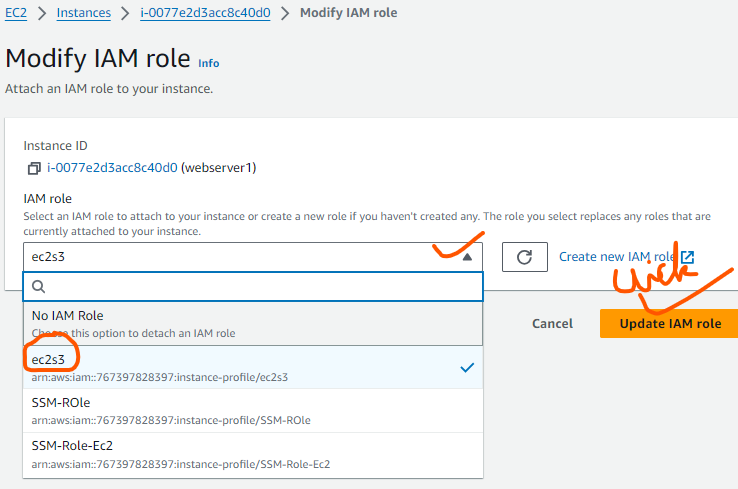 EC2 > Instances > i-0077e2d3acc8c40d0 > Modify IAM role
Modify IAM role Info
Attach an IAM role to your instance.
Instance ID
i-0077e2d3acc8c40d0 (webserver1)
IAM role
Select an IAM role to attach to your instance or create a new role if you haven't created any. The role you select replaces any roles that are
currently attached to your instance.
ec2s3
Create new IAM role
click
No IAM Role
Choose this option to detach an IAM role
Cancel
Update IAM role
ec2s3
arn:aws:iam::767397828397:instance-profile/ec2s3
SSM-ROle
arn:aws:iam::767397828397:instance-profile/SSM-ROle
SSM-Role-Ec2
arn:aws:iam::767397828397:instance-profile/SSM-Role-Ec2